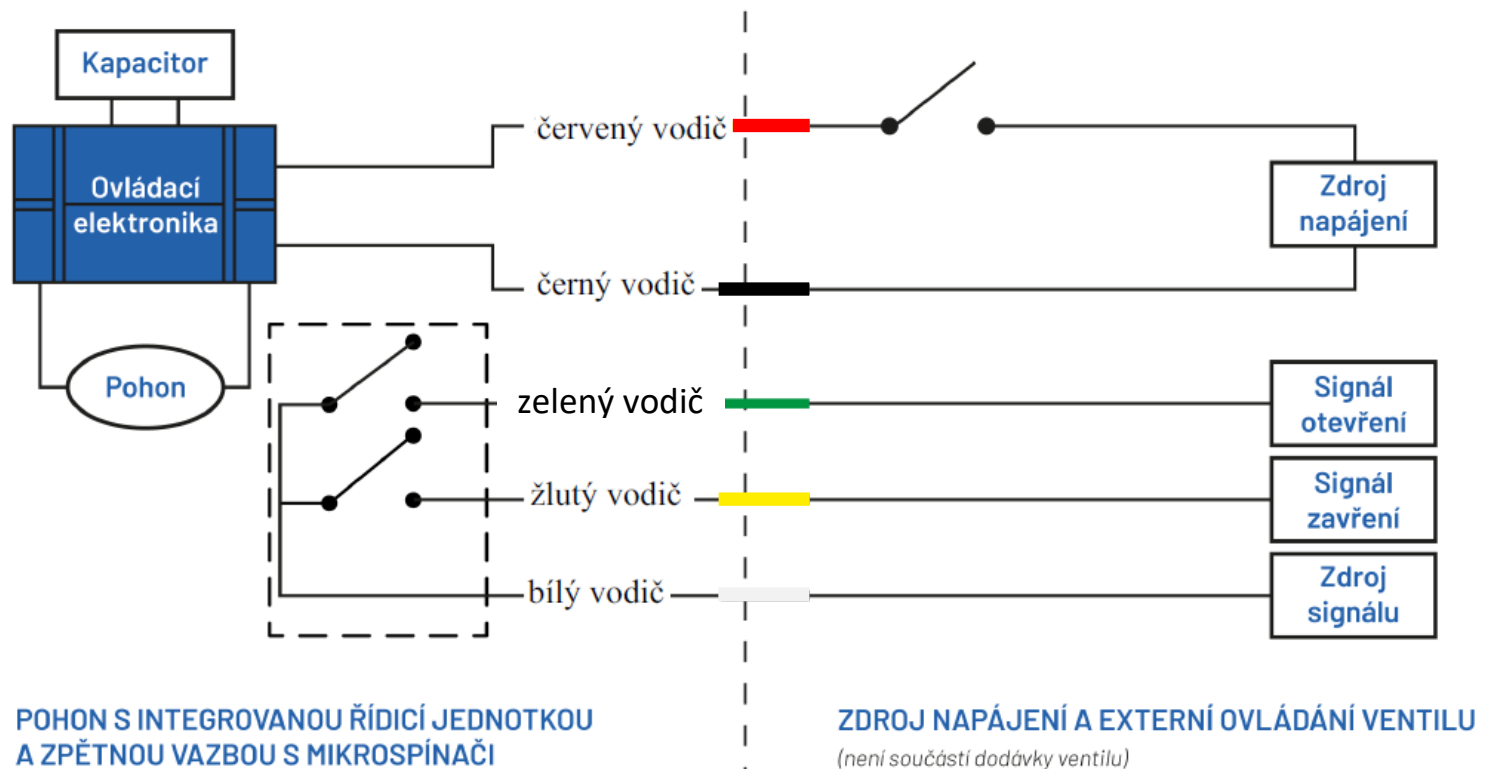 Kapacitor
Ovládací
elektronika
Pohon
červený vodič
černý vodič
zelený vodič
žlutý vodič
bílý vodič
Zdroj
napájení
Signál
otevření
Signál
zavření
Zdroj
signálu
POHON S INTEGROVANOU ŘÍDICÍ JEDNOTKOU
A ZPĚTNOU VAZBOU S MIKROSPÍNAČI
ZDROJ NAPÁJENÍ A EXTERNÍ OVLÁDÁNÍ VENTILU
(není součástí dodávky ventilu)